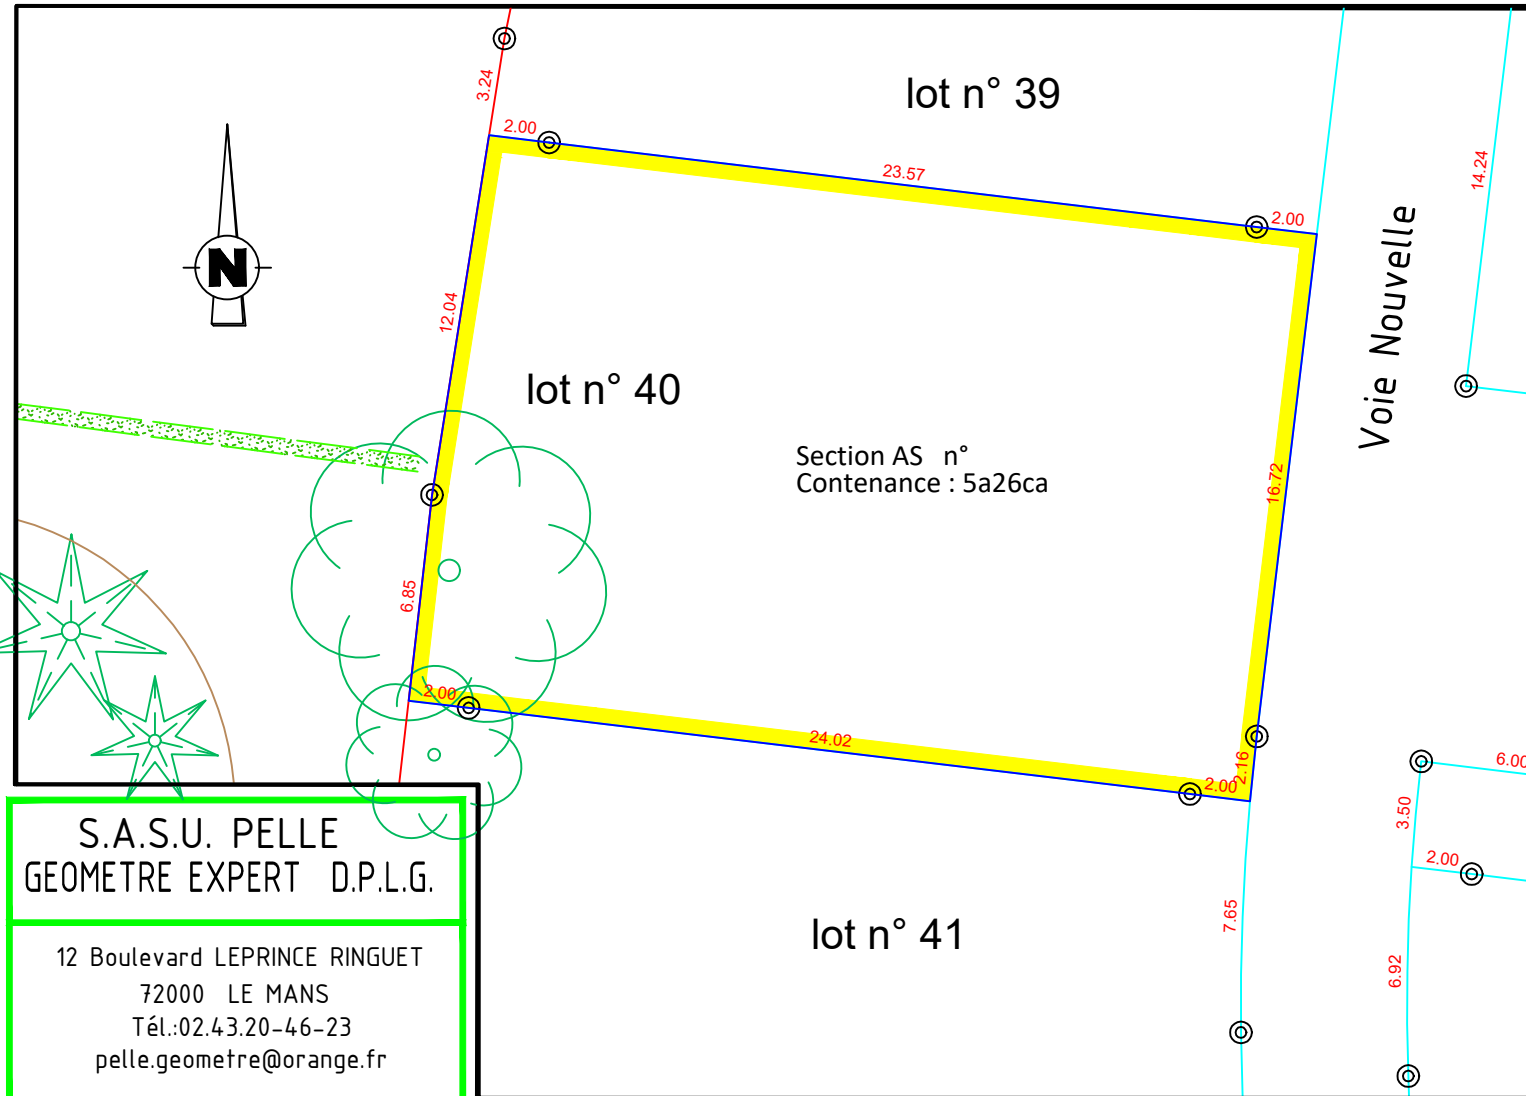 3.24
lot n° 39
2.00
23.57
2.00
14.24
N
12.04
Voie Nouvelle
lot n° 40
Section AS n°
Contenance : 5a26ca
16.72
6.85
2.00
24.02
2.16
2.00
6.00
3.50
2.00
7.65
lot n° 41
6.92
S.A.S.U. PELLE
GEOMETRE EXPERT D.P.L.G.
12 Boulevard LEPRINCE RINGUET
72000 LE MANS
Tél.:02.43.20-46-23
pelle.geometre@orange.fr